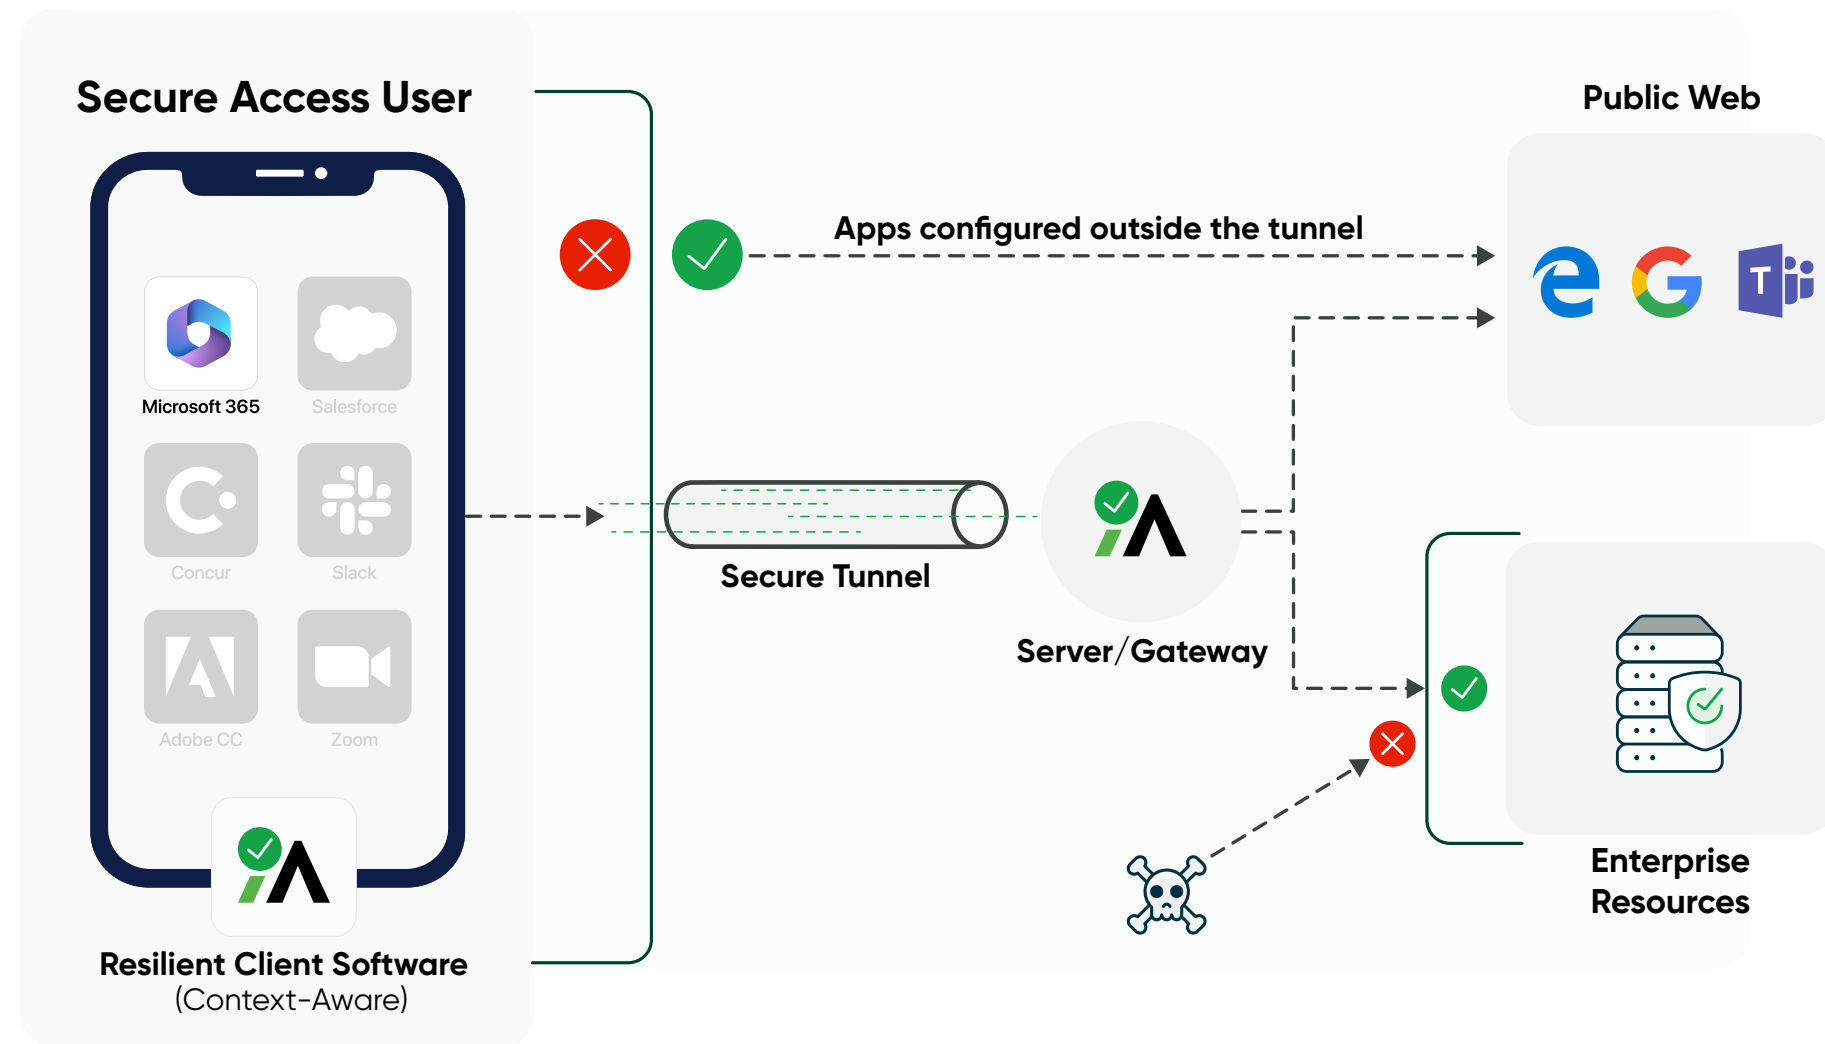 Secure Access User
Microsoft 365
Salesforce
Concur
Slack
Adobe CC
Zoom
Resilient Client Software
(Context-Aware)
Apps configured outside the tunnel
Secure Tunnel
Server/Gateway
Public Web
T
Enterprise
Resources